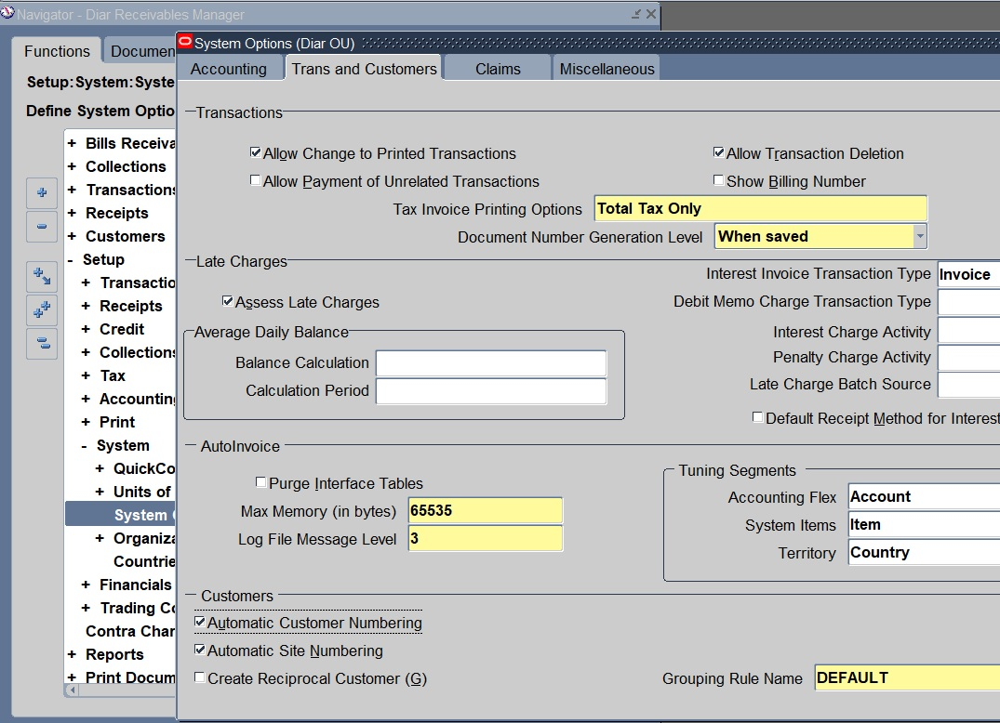 Navigator - Diar Receivables Manager
Functions
Documen
Setup:System:Syste
Define System Optio
+ Bills Receiva
+ Collections
+ Transactions
+ Receipts
+ Customers
- Setup
+ Transactio
+ Receipts
+ Credit
+ Collections
+ Tax
+ Accounting
+ Print
- System
+ QuickCo
+ Units of
System O
+ Organiza
Countrie
+ Financials
+ Trading Co
Contra Char
+ Reports
+ Print Docum
System Options (Diar OU)
Accounting
Trans and Customers
Claims
Miscellaneous
Transactions
Allow Change to Printed Transactions
Allow Transaction Deletion
Allow Payment of Unrelated Transactions
Show Billing Number
Tax Invoice Printing Options Total Tax Only
Document Number Generation Level When saved
Late Charges
Interest Invoice Transaction Type Invoice
Assess Late Charges
Debit Memo Charge Transaction Type
Average Daily Balance
Interest Charge Activity
Balance Calculation
Penalty Charge Activity
Calculation Period
Late Charge Batch Source
Default Receipt Method for Interest
AutoInvoice
Purge Interface Tables
Max Memory (in bytes) 65535
Log File Message Level 3
Tuning Segments
Accounting Flex Account
System Items Item
Territory Country
Customers
Automatic Customer Numbering
Automatic Site Numbering
Create Reciprocal Customer (G)
Grouping Rule Name DEFAULT